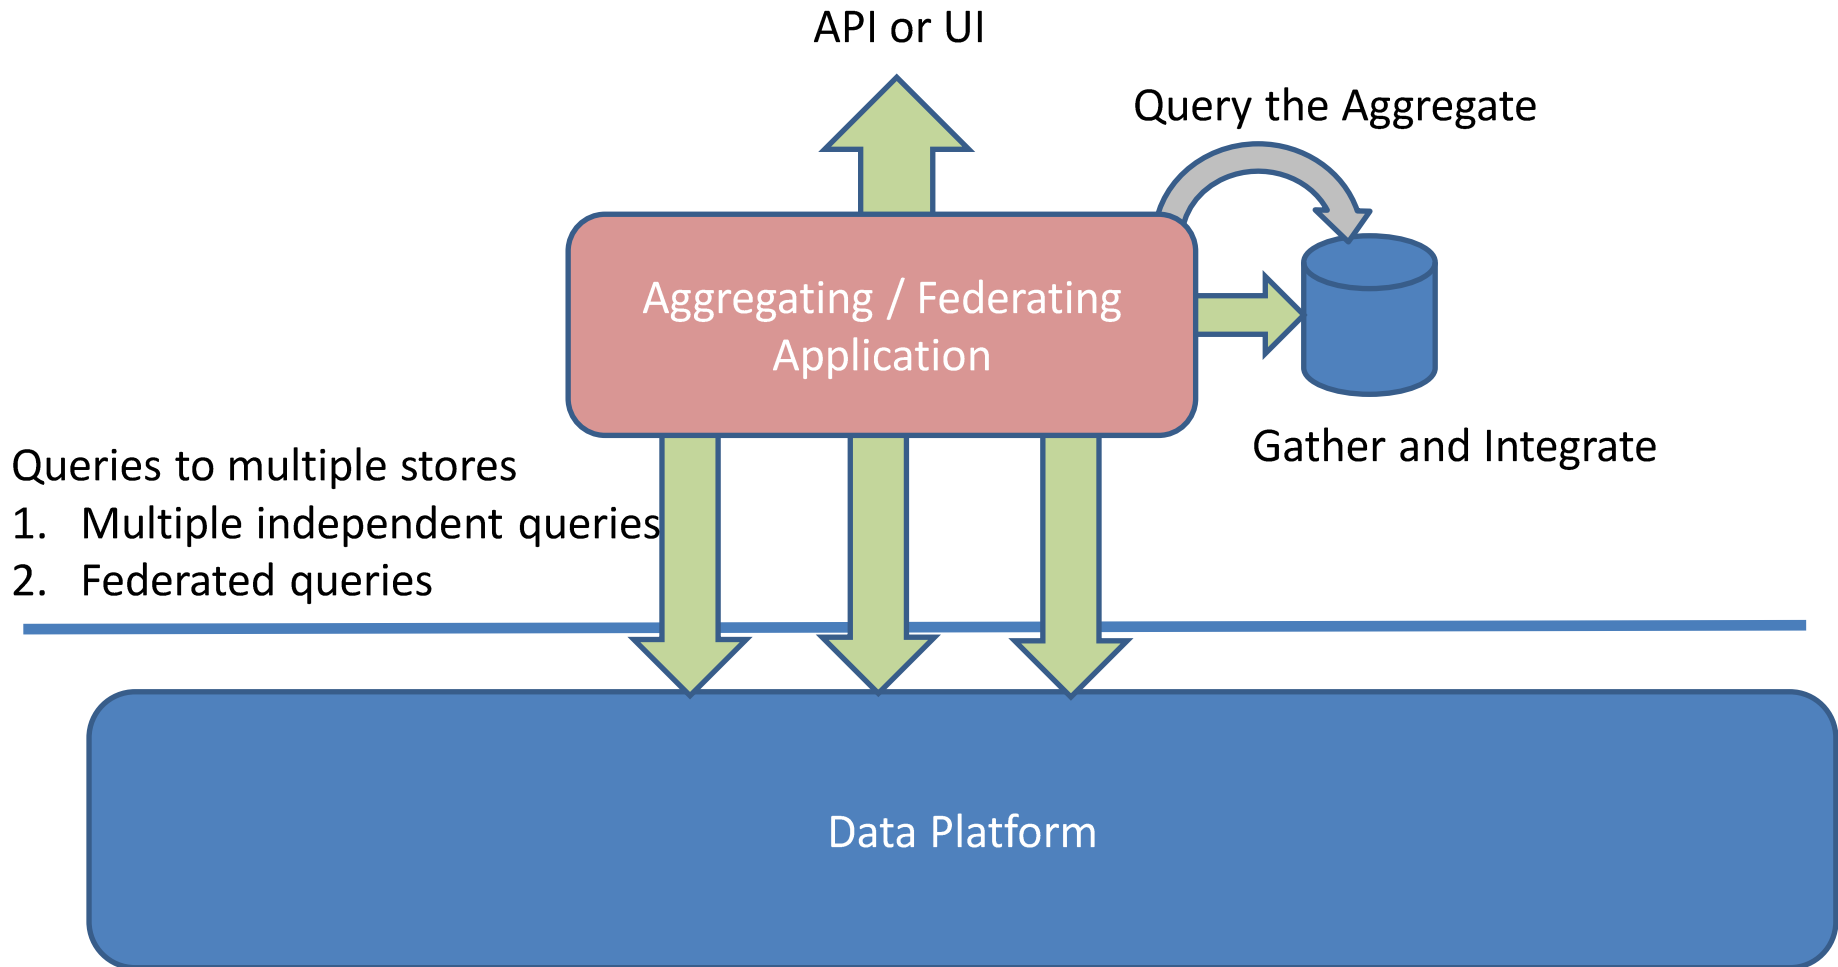 API or UI
Query the Aggregate
Aggregating / Federating
Application
Gather and Integrate
Queries to multiple stores
1. Multiple independent queries
2. Federated queries
Data Platform